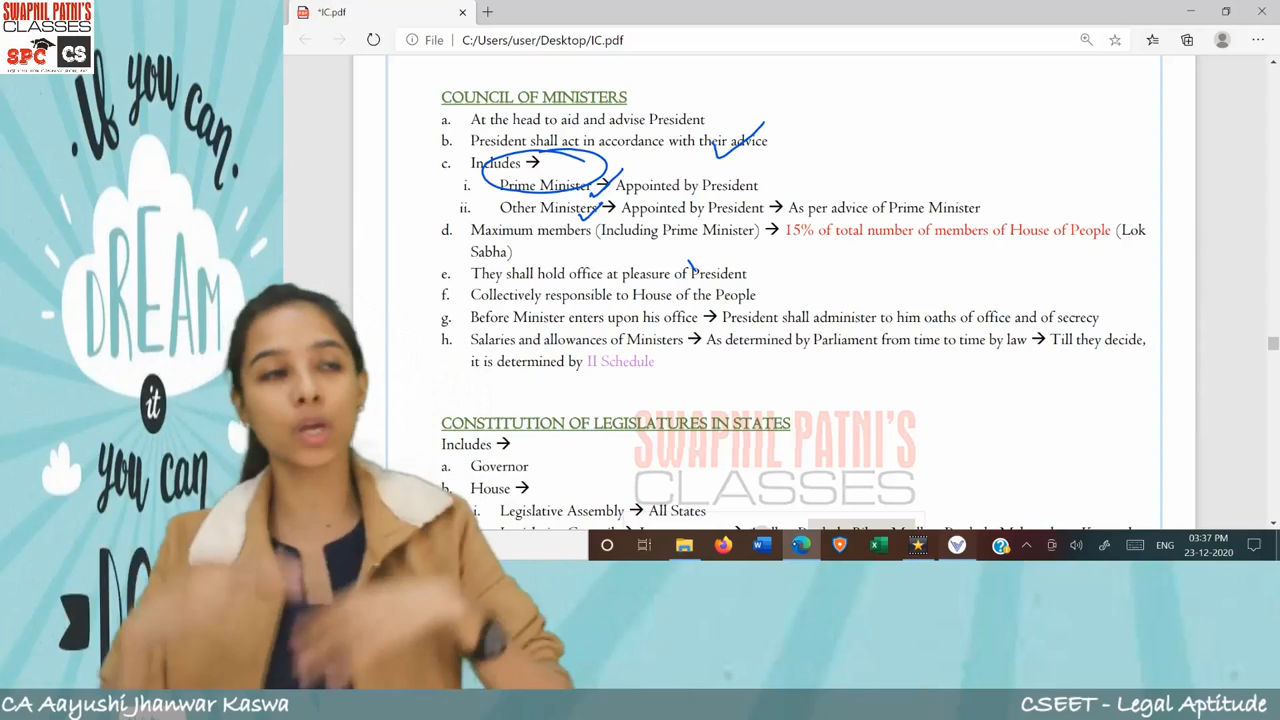 SWAPNIL PATNI'S
CLASSES
SPC CS
*IC.pdf
File C:/Users/user/Desktop/IC.pdf
If you can
DREAM
it
you can
DO
COUNCIL OF MINISTERS
a. At the head to aid and advise President
b. President shall act in accordance with their advice
c. Includes →
i. Prime Minister → Appointed by President
ii. Other Ministers → Appointed by President → As per advice of Prime Minister
d. Maximum members (Including Prime Minister) → 15% of total number of members of House of People (Lok
Sabha)
e. They shall hold office at pleasure of President
f. Collectively responsible to House of the People
g. Before Minister enters upon his office → President shall administer to him oaths of office and of secrecy
h. Salaries and allowances of Ministers → As determined by Parliament from time to time by law → Till they decide,
it is determined by II Schedule
SWAPNIL PATNI'S
CLASSES
CONSTITUTION OF LEGISLATURES IN STATES
Includes →
a. Governor
b. House →
i. Legislative Assembly → All States
ENG
03:37 PM
23-12-2020
CA Aayushi Jhanwar Kaswa
CSEET - Legal Aptitude